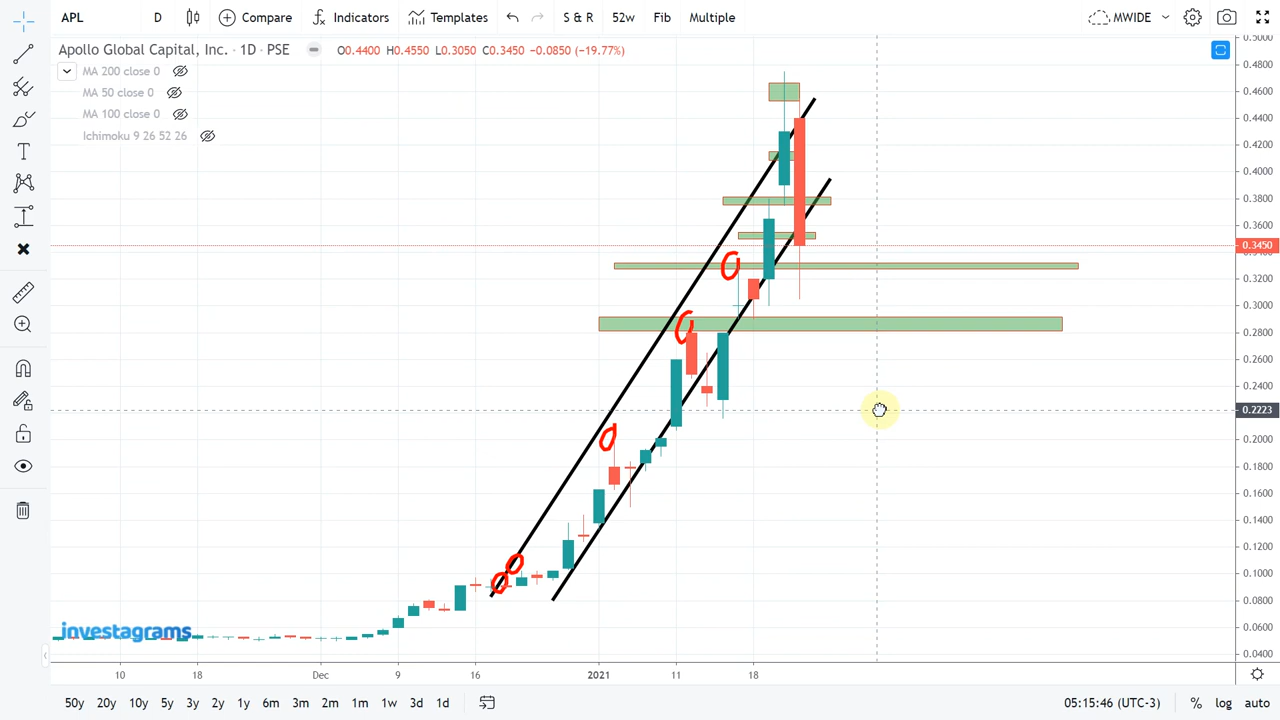 APL D Compare Indicators Templates S & R 52w Fib Multiple MWIDE
Apollo Global Capital, Inc. · 1D · PSE O0.4400 H0.4550 L0.3050 C0.3450 -0.0850 (-19.77%)
MA 200 close 0
MA 50 close 0
MA 100 close 0
Ichimoku 9 26 52 26
0.5000
0.4800
0.4600
0.4400
0.4200
0.4000
0.3800
0.3600
0.3450
0.3200
0.3000
0.2800
0.2600
0.2400
0.2223
0.2000
0.1800
0.1600
0.1400
0.1200
0.1000
0.0800
0.0600
0.0400
investagrams
10 18 Dec 9 16 2021 11 18
50y 20y 10y 5y 3y 2y 1y 6m 3m 2m 1m 1w 3d 1d 05:15:46 (UTC-3) % log auto